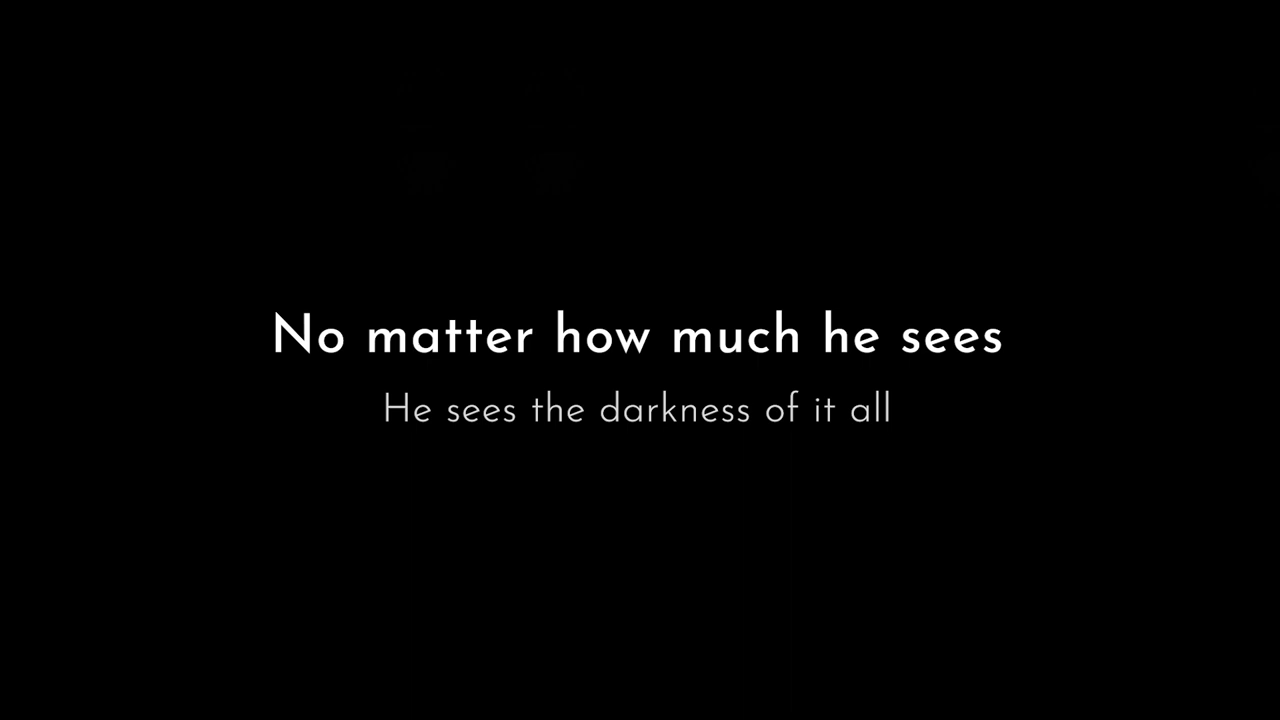 No matter how much he sees
He sees the darkness of it all